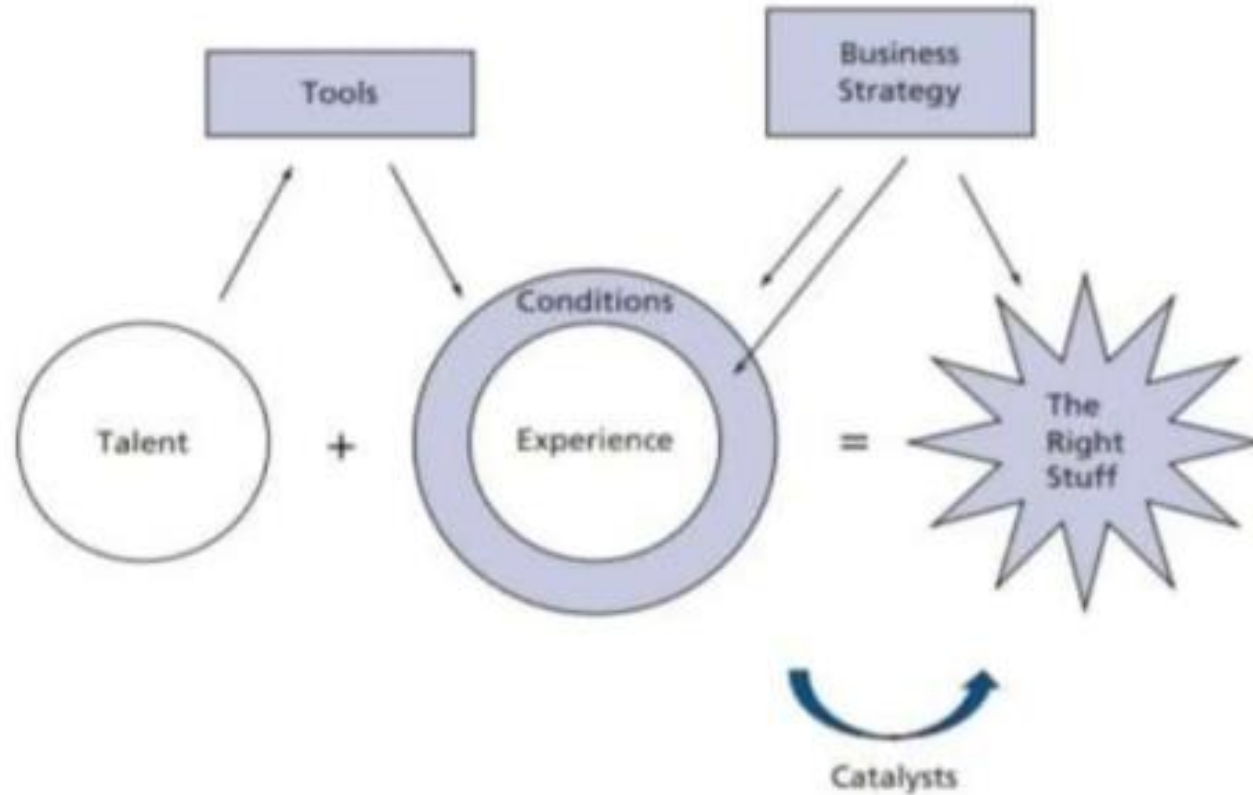 Tools
Business
Strategy
Conditions
Talent
+
Experience
=
The
Right
Stuff
Catalysts